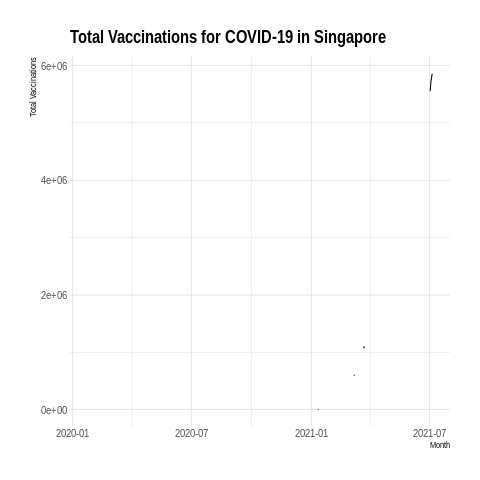 Total Vaccinations for COVID-19 in Singapore
Total Vaccinations
6e+06
4e+06
2e+06
0e+00
2020-01
2020-07
2021-01
2021-07
Month